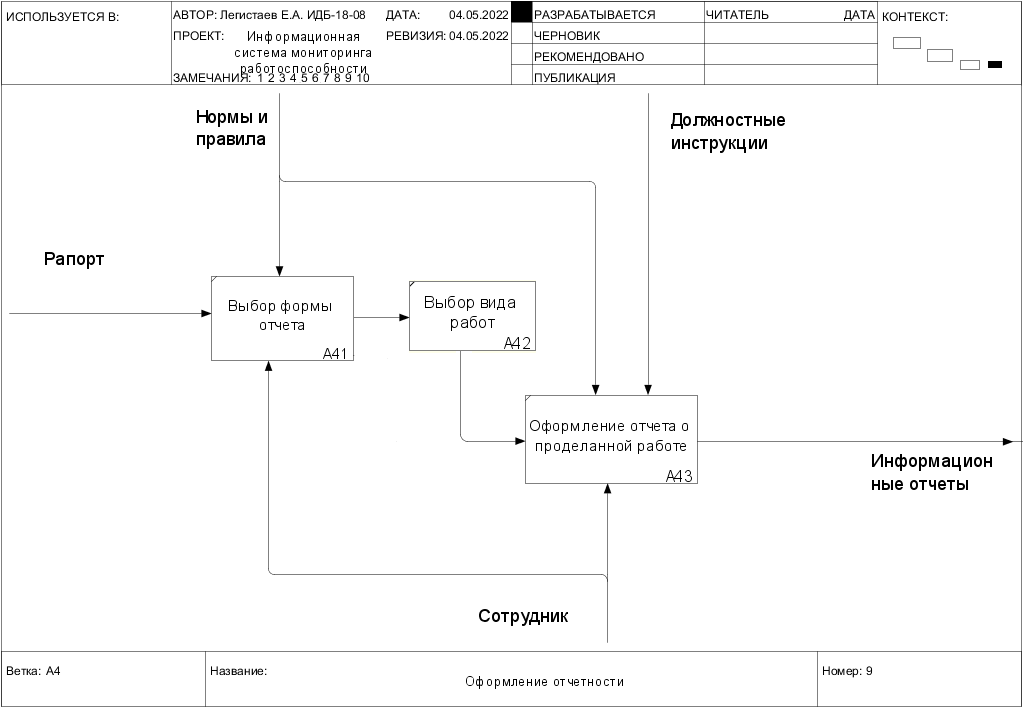 ИСПОЛЬЗУЕТСЯ В:
АВТОР: Легистаев Е.А. ИДБ-18-08
ДАТА: 04.05.2022
РАЗРАБАТЫВАЕТСЯ
ЧИТАТЕЛЬ
ДАТА
КОНТЕКСТ:
ПРОЕКТ: Информационная
система мониторинга
работоспособности
РЕВИЗИЯ: 04.05.2022
ЧЕРНОВИК
РЕКОМЕНДОВАНО
ЗАМЕЧАНИЯ: 1 2 3 4 5 6 7 8 9 10
ПУБЛИКАЦИЯ
Нормы и
правила
Должностные
инструкции
Рапорт
Выбор формы
отчета
A41
Выбор вида
работ
A42
Оформление отчета о
проделанной работе
A43
Информацион
ные отчеты
Сотрудник
Ветка: A4
Название:
Оформление отчетности
Номер: 9